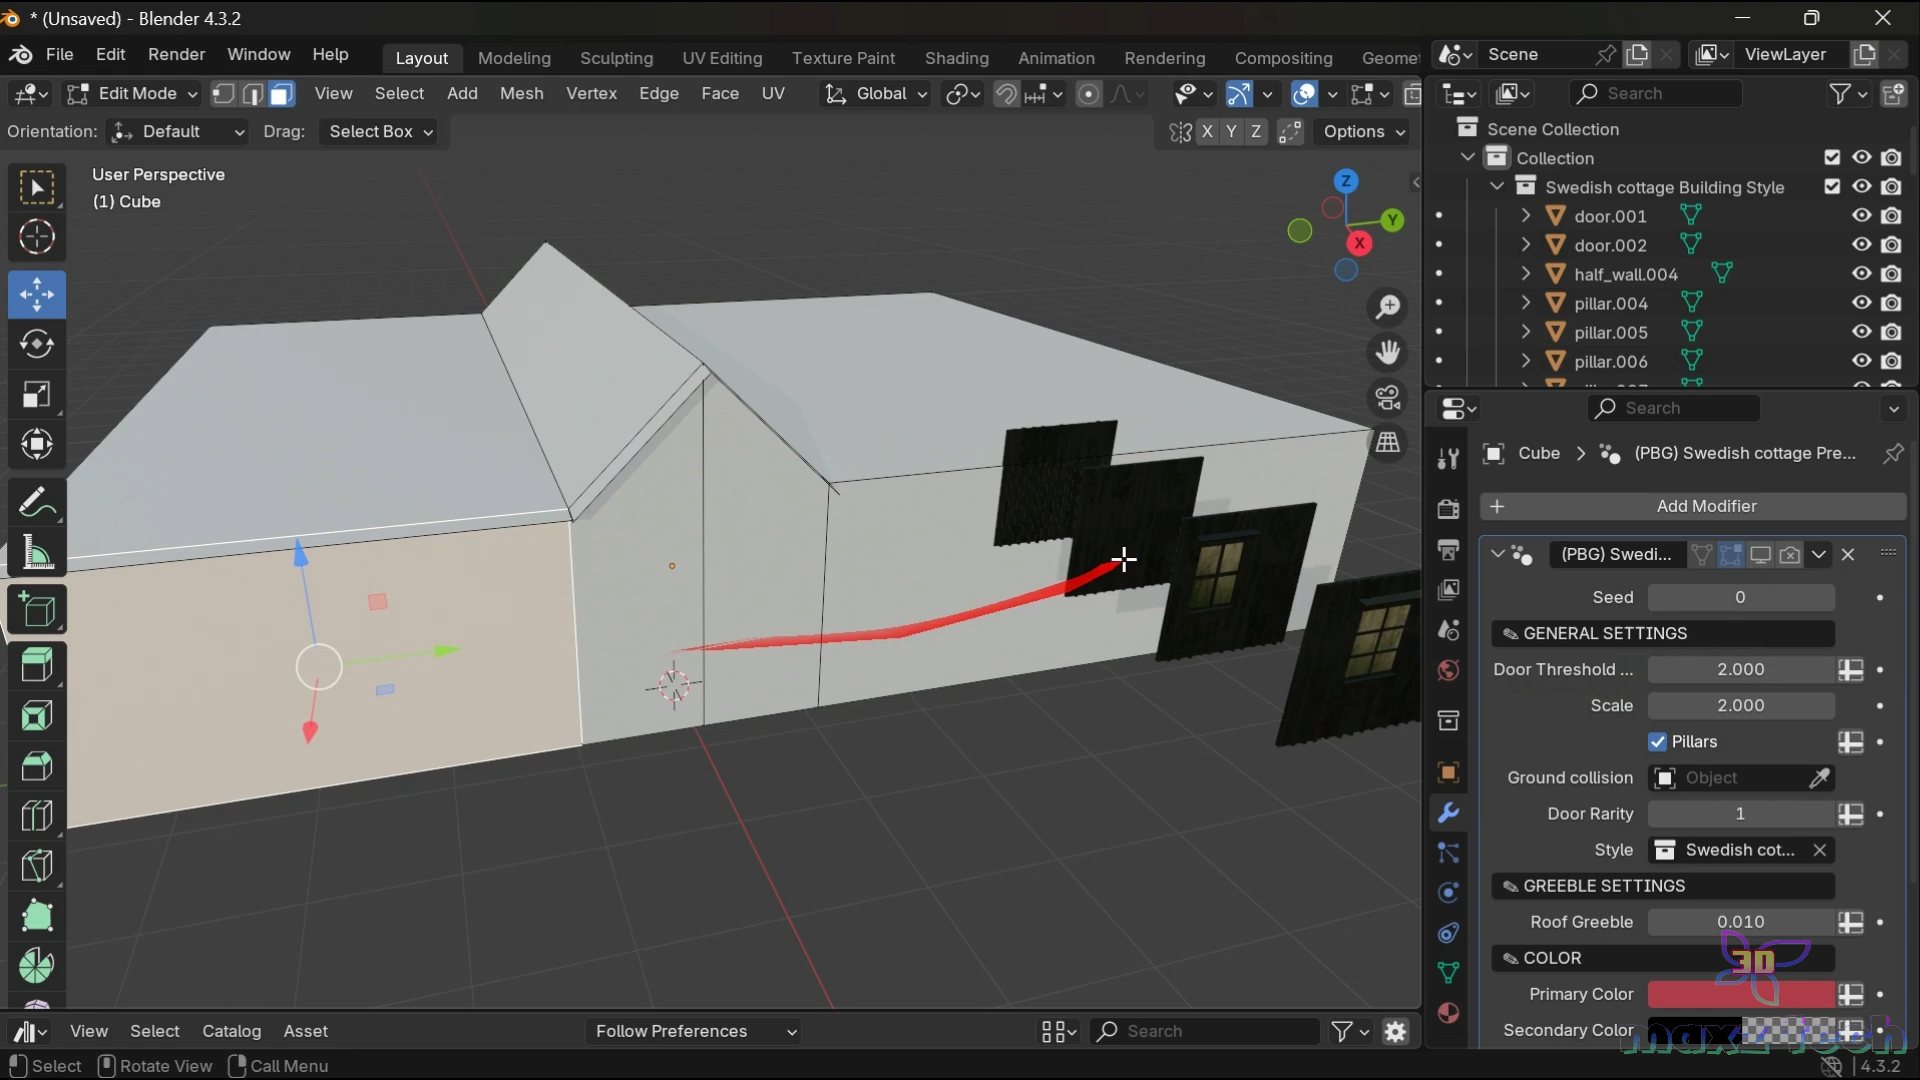 * (Unsaved) - Blender 4.3.2
File Edit Render Window Help
Layout Modeling Sculpting UV Editing Texture Paint Shading Animation Rendering Compositing Geome
Scene
ViewLayer
Edit Mode View Select Add Mesh Vertex Edge Face UV Global
Search
Orientation: Default Drag: Select Box
X Y Z Options
User Perspective
(1) Cube
Z
Y
X
Scene Collection
Collection
Swedish cottage Building Style
door.001
door.002
half_wall.004
pillar.004
pillar.005
pillar.006
Search
Cube > (PBG) Swedish cottage Pre...
+ Add Modifier
(PBG) Swedi...
Seed 0
GENERAL SETTINGS
Door Threshold ... 2.000
Scale 2.000
Pillars
Ground collision Object
Door Rarity 1
Style Swedish cot...
GREEBLE SETTINGS
Roof Greeble 0.010
COLOR
Primary Color
Secondary Color
3D
maxz Tech
View Select Catalog Asset Follow Preferences Search
Select Rotate View Call Menu
4.3.2